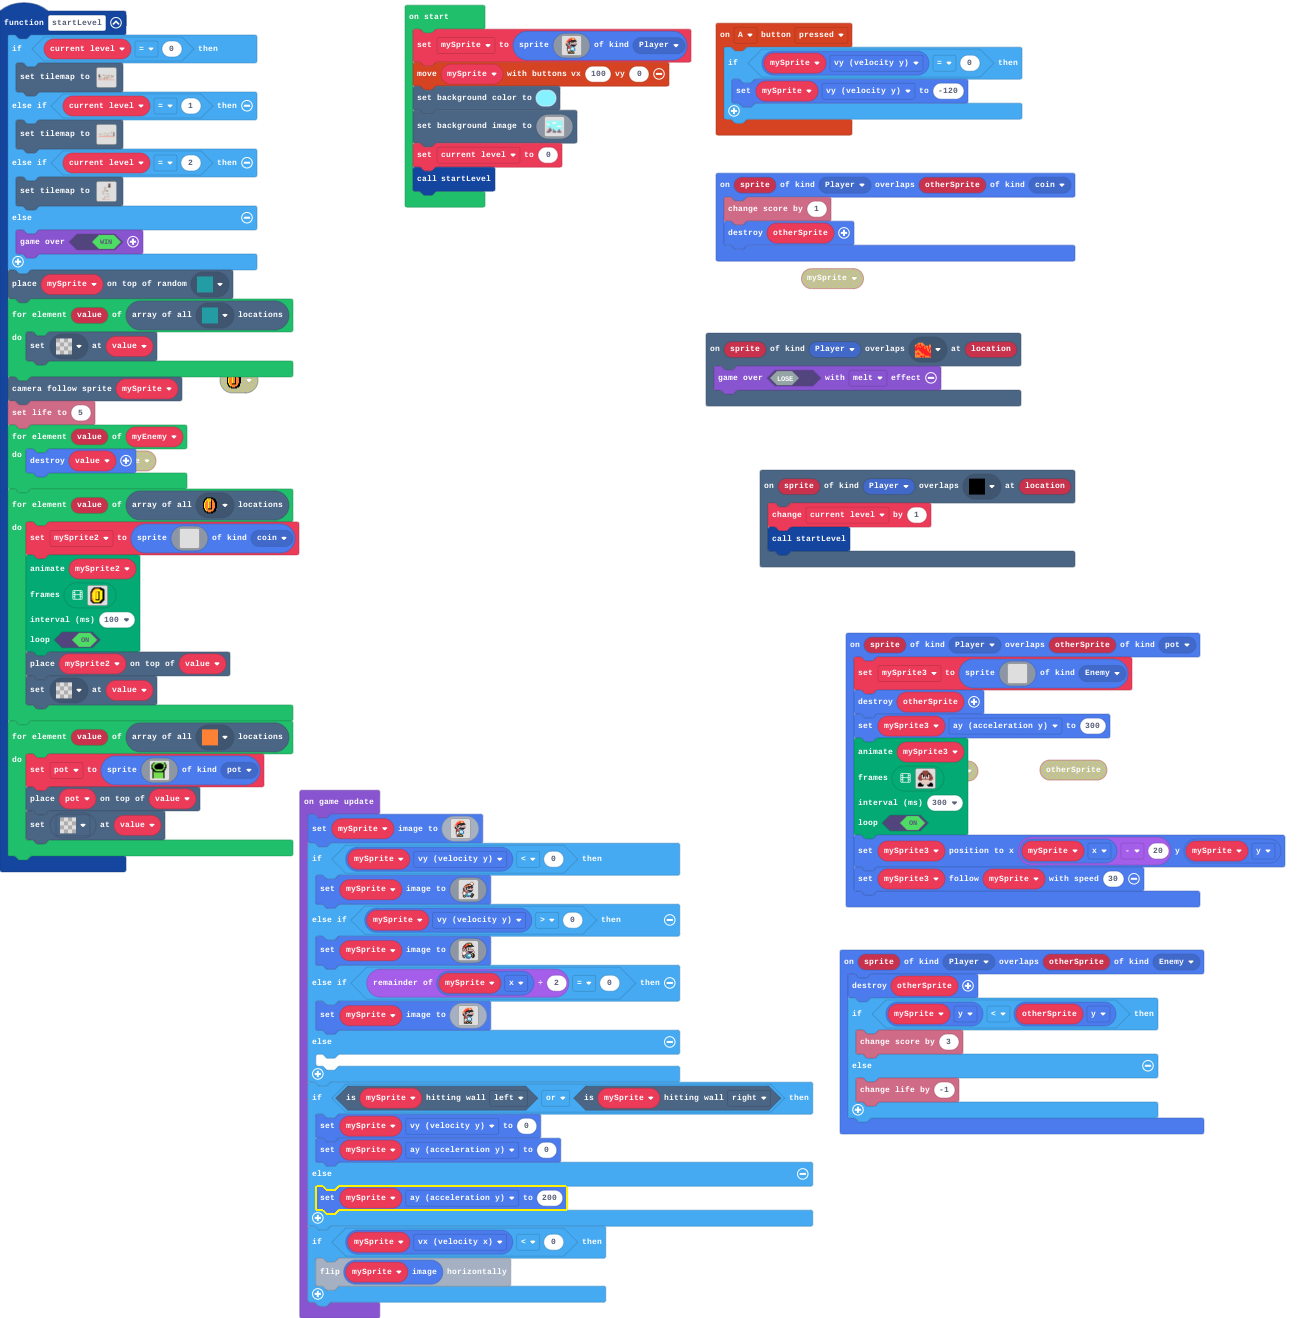 function startLevel
if current level = 0 then
set tilemap to
else if current level = 1 then
set tilemap to
else if current level = 2 then
set tilemap to
else
game over WIN
place mySprite on top of random
for element value of array of all locations
do set at value
camera follow sprite mySprite
set life to 5
for element value of myEnemy
do destroy value
for element value of array of all locations
do set mySprite2 to sprite of kind coin
animate mySprite2
frames
interval (ms) 100
loop ON
place mySprite2 on top of value
set at value
for element value of array of all locations
do set pot to sprite of kind pot
place pot on top of value
set at value
on start
set mySprite to sprite of kind Player
move mySprite with buttons vx 100 vy 0
set background color to
set background image to
set current level to 0
call startLevel
on A button pressed
if mySprite vy (velocity y) = 0 then
set mySprite vy (velocity y) to -120
on sprite of kind Player overlaps otherSprite of kind coin
change score by 1
destroy otherSprite
mySprite
on sprite of kind Player overlaps at location
game over LOSE with melt effect
on sprite of kind Player overlaps at location
change current level by 1
call startLevel
on sprite of kind Player overlaps otherSprite of kind pot
set mySprite3 to sprite of kind Enemy
destroy otherSprite
set mySprite3 ay (acceleration y) to 300
animate mySprite3
frames
interval (ms) 300
loop ON
otherSprite
set mySprite3 position to x mySprite x - 20 y mySprite y
set mySprite3 follow mySprite with speed 30
on sprite of kind Player overlaps otherSprite of kind Enemy
destroy otherSprite
if mySprite y < otherSprite y then
change score by 3
else
change life by -1
on game update
set mySprite image to
if mySprite vy (velocity y) < 0 then
set mySprite image to
else if mySprite vy (velocity y) > 0 then
set mySprite image to
else if remainder of mySprite x ÷ 2 = 0 then
set mySprite image to
else
if is mySprite hitting wall left or is mySprite hitting wall right then
set mySprite vy (velocity y) to 0
set mySprite ay (acceleration y) to 0
else
set mySprite ay (acceleration y) to 200
if mySprite vx (velocity x) < 0 then
flip mySprite image horizontally